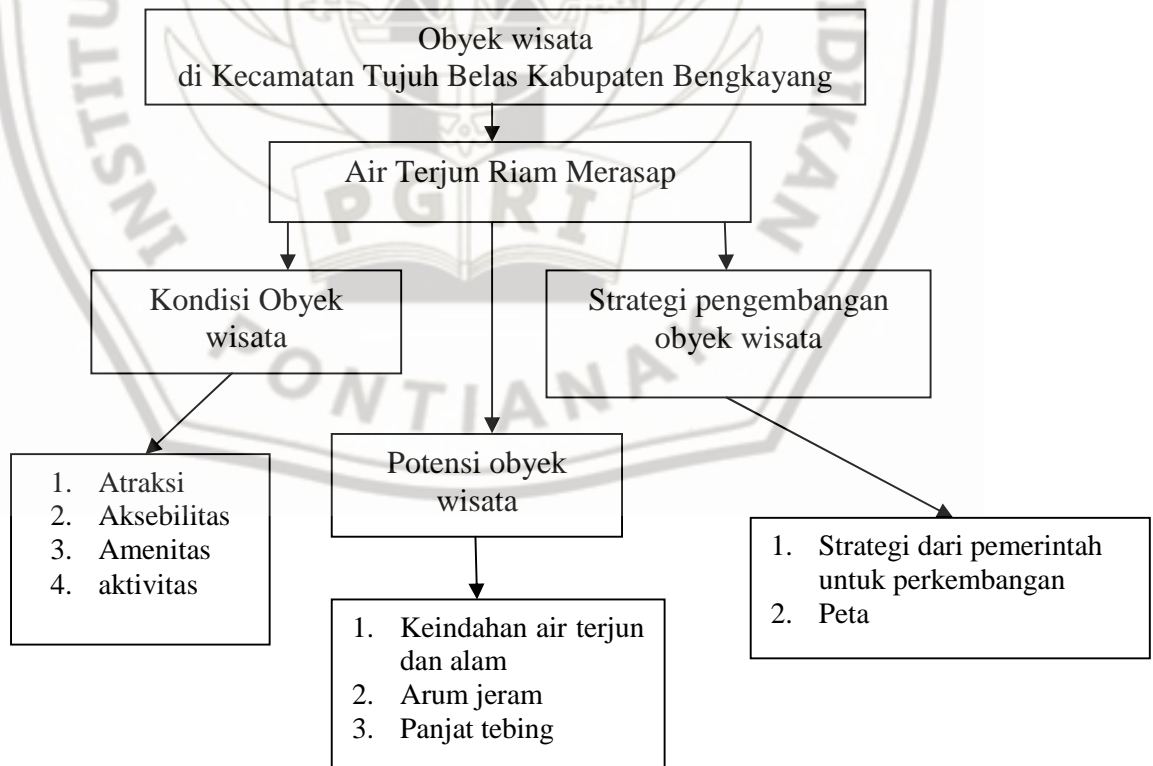 Obyek wisata
di Kecamatan Tujuh Belas Kabupaten Bengkayang
Air Terjun Riam Merasap
Kondisi Obyek
wisata
Strategi pengembangan
obyek wisata
Potensi obyek
wisata
1. Atraksi
2. Aksebilitas
3. Amenitas
4. aktivitas
1. Keindahan air terjun
dan alam
2. Arum jeram
3. Panjat tebing
1. Strategi dari pemerintah
untuk perkembangan
2. Peta
PGRI
PONTIANAK